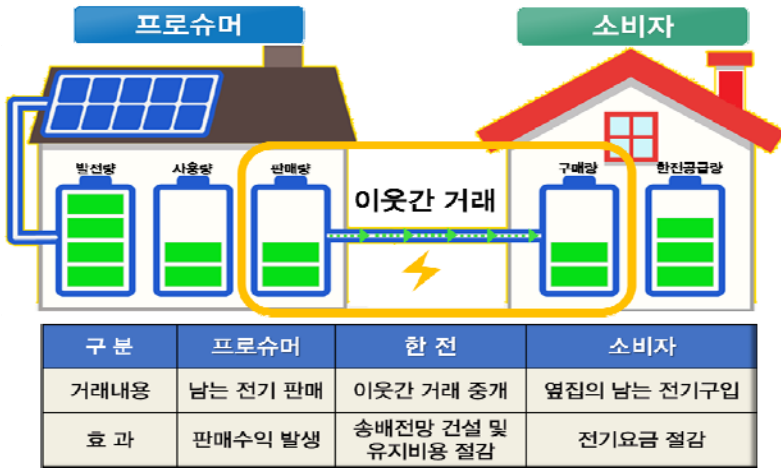 프로슈머
소비자
발전량
사용량
판매량
구매량
한전공급량
이웃간 거래
구 분
프로슈머
한 전
소비자
거래내용
남는 전기 판매
이웃간 거래 중개
옆집의 남는 전기구입
효 과
판매수익 발생
송배전망 건설 및
유지비용 절감
전기요금 절감